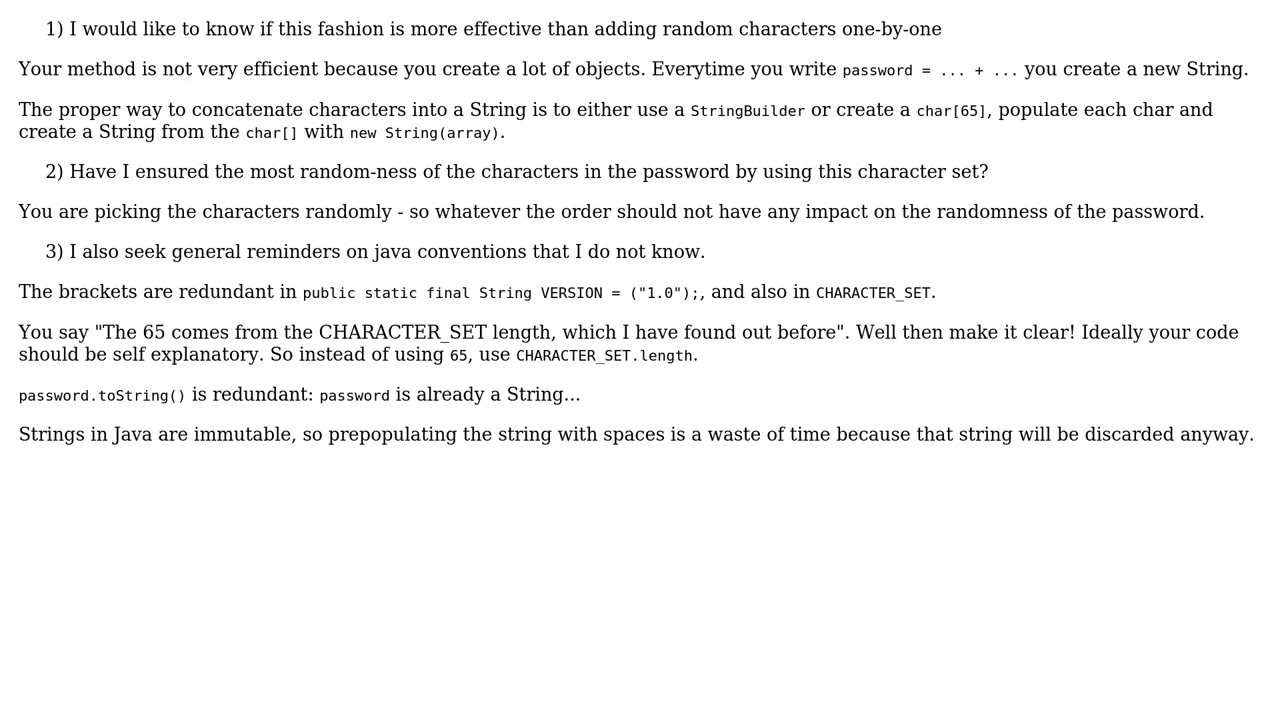 1) I would like to know if this fashion is more effective than adding random characters one-by-one
Your method is not very efficient because you create a lot of objects. Everytime you write password = ... + ... you create a new String.
The proper way to concatenate characters into a String is to either use a StringBuilder or create a char[65], populate each char and
create a String from the char[] with new String(array).
2) Have I ensured the most random-ness of the characters in the password by using this character set?
You are picking the characters randomly - so whatever the order should not have any impact on the randomness of the password.
3) I also seek general reminders on java conventions that I do not know.
The brackets are redundant in public static final String VERSION = ("1.0");, and also in CHARACTER_SET.
You say "The 65 comes from the CHARACTER_SET length, which I have found out before". Well then make it clear! Ideally your code
should be self explanatory. So instead of using 65, use CHARACTER_SET.length.
password.toString() is redundant: password is already a String...
Strings in Java are immutable, so prepopulating the string with spaces is a waste of time because that string will be discarded anyway.